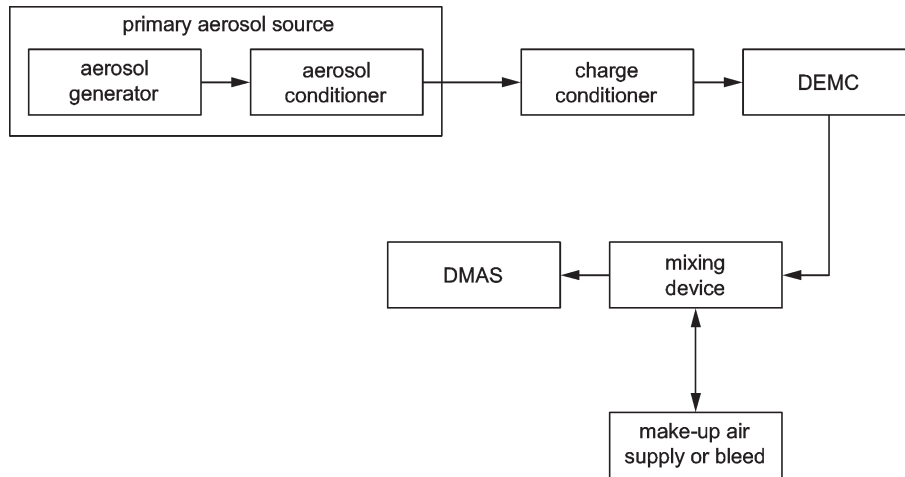 primary aerosol source
aerosol
generator
aerosol
conditioner
charge
conditioner
DEMC
DMAS
mixing
device
make-up air
supply or bleed